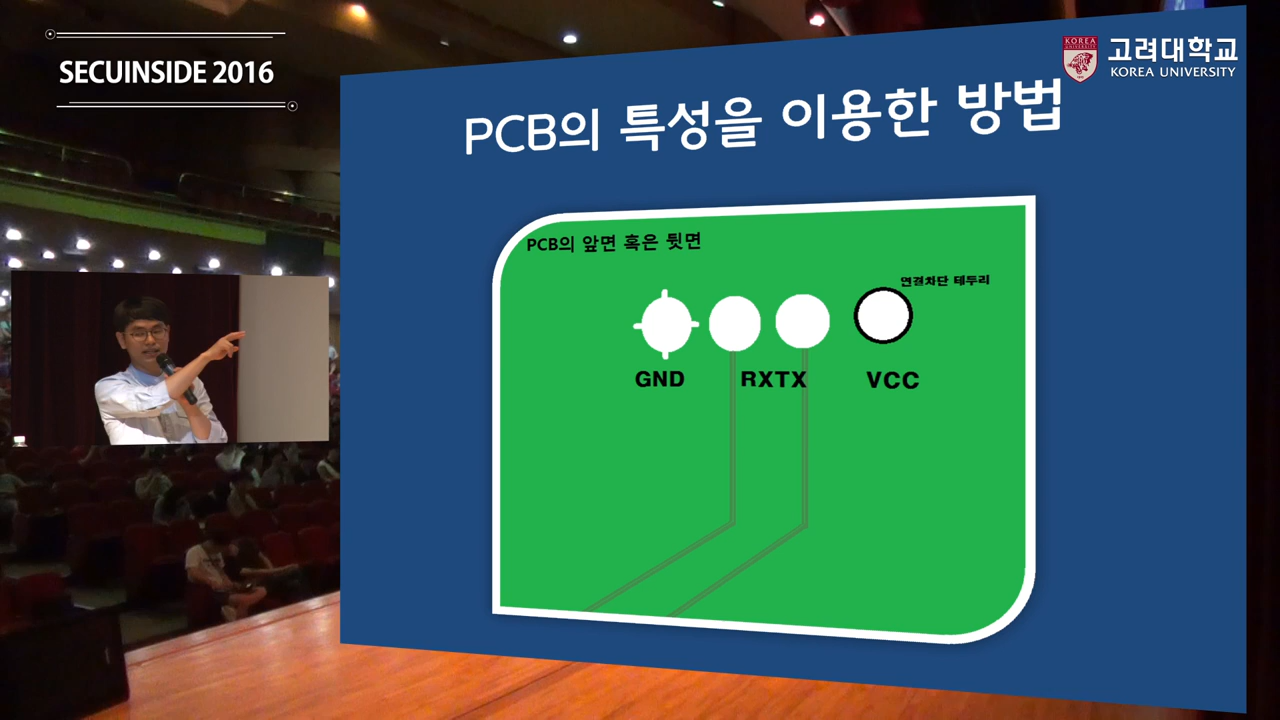 SECUINSIDE 2016
KOREA
UNIVERSITY
고려대학교
KOREA UNIVERSITY
PCB의 특성을 이용한 방법
PCB의 앞면 혹은 뒷면
연결차단 테두리
GND
RXTX
VCC